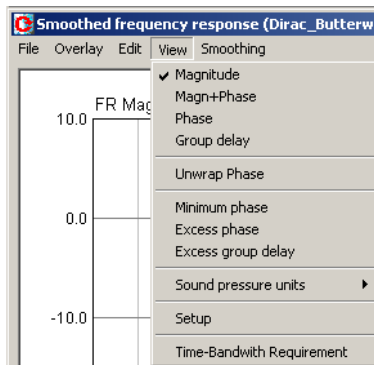 Smoothed frequency response (Dirac_Butterw
File Overlay Edit View Smoothing
Magnitude
Magn+Phase
Phase
Group delay
Unwrap Phase
Minimum phase
Excess phase
Excess group delay
Sound pressure units
Setup
Time-Bandwith Requirement
FR Mag
10.0
0.0
-10.0